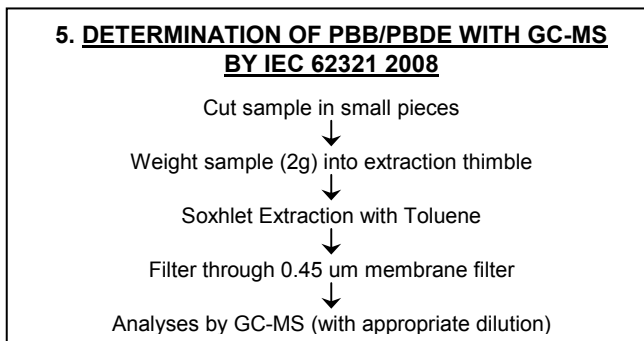 5. DETERMINATION OF PBB/PBDE WITH GC-MS
BY IEC 62321 2008
Cut sample in small pieces
Weight sample (2g) into extraction thimble
Soxhlet Extraction with Toluene
Filter through 0.45 um membrane filter
Analyses by GC-MS (with appropriate dilution)